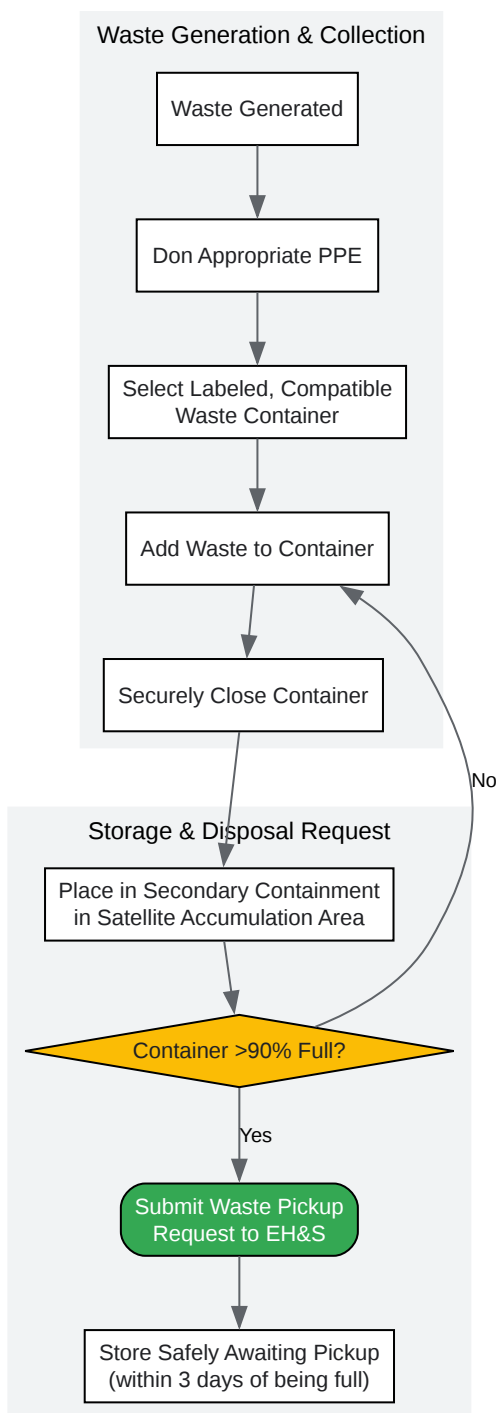 Waste Generation & Collection
Waste Generated
Don Appropriate PPE
Select Labeled, Compatible
Waste Container
Add Waste to Container
Securely Close Container
No
Storage & Disposal Request
Place in Secondary Containment
in Satellite Accumulation Area
Container >90% Full?
Yes
Submit Waste Pickup
Request to EH&S
Store Safely Awaiting Pickup
(within 3 days of being full)